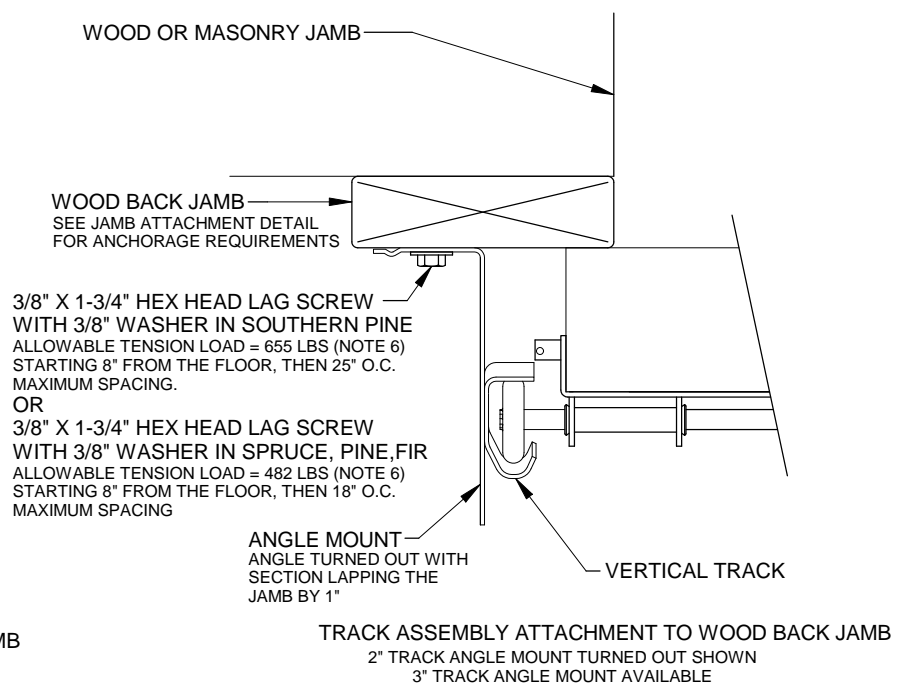 WOOD OR MASONRY JAMB
WOOD BACK JAMB
SEE JAMB ATTACHMENT DETAIL
FOR ANCHORAGE REQUIREMENTS
3/8" X 1-3/4" HEX HEAD LAG SCREW
WITH 3/8" WASHER IN SOUTHERN PINE
ALLOWABLE TENSION LOAD = 655 LBS (NOTE 6)
STARTING 8" FROM THE FLOOR, THEN 25" O.C.
MAXIMUM SPACING.
OR
3/8" X 1-3/4" HEX HEAD LAG SCREW
WITH 3/8" WASHER IN SPRUCE, PINE,FIR
ALLOWABLE TENSION LOAD = 482 LBS (NOTE 6)
STARTING 8" FROM THE FLOOR, THEN 18" O.C.
MAXIMUM SPACING
ANGLE MOUNT
ANGLE TURNED OUT WITH
SECTION LAPPING THE
JAMB BY 1"
VERTICAL TRACK
TRACK ASSEMBLY ATTACHMENT TO WOOD BACK JAMB
2" TRACK ANGLE MOUNT TURNED OUT SHOWN
3" TRACK ANGLE MOUNT AVAILABLE